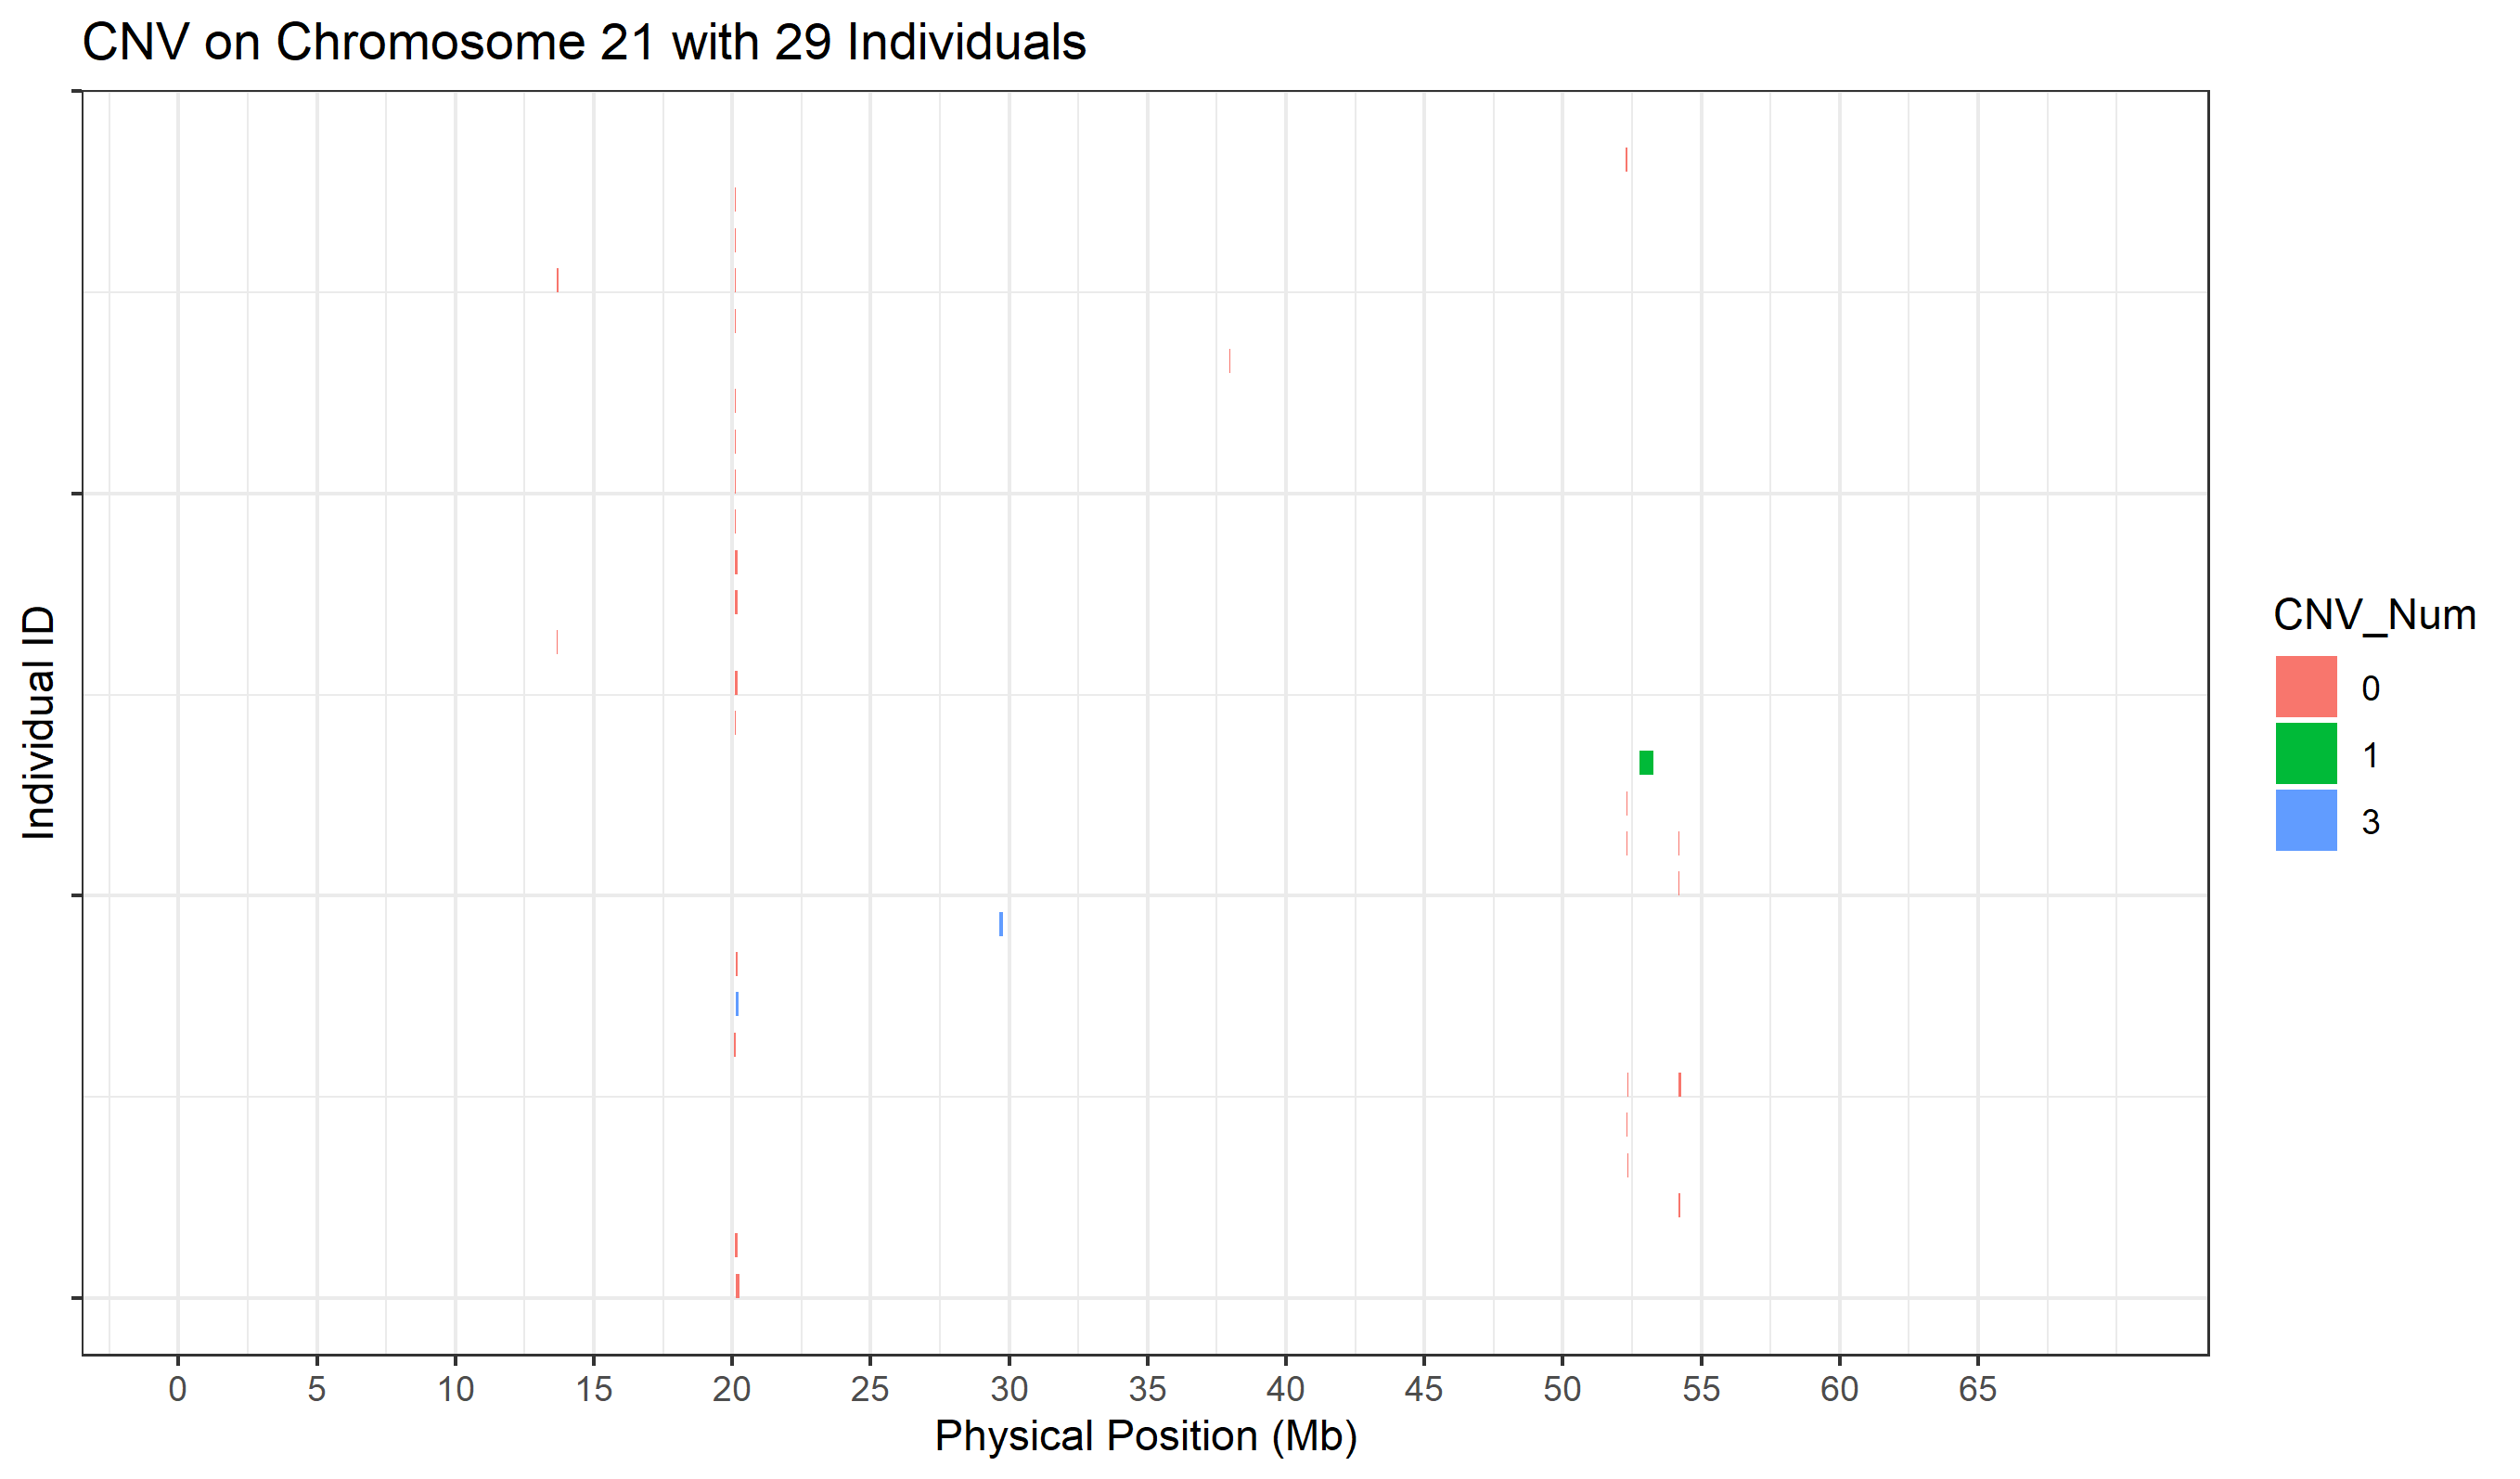 CNV on Chromosome 21 with 29 Individuals
Individual ID
CNV_Num
0
1
3
0 5 10 15 20 25 30 35 40 45 50 55 60 65
Physical Position (Mb)